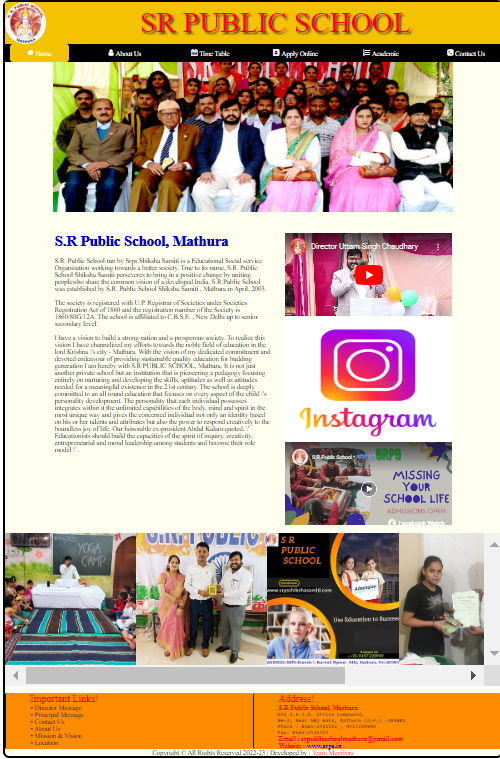 SR PUBLIC SCHOOL
Home
About Us
Time Table
Apply Online
Academic
Contact Us
S.R Public School, Mathura
S.R. Public School run by Srps Shiksha Samiti is a Educational Social service
Organization working towards a better society. True to its name, S.R. Public
School Shiksha Samiti perseveres to bring in a positive change by uniting
peoplewho share the common vision of a developed India. S.R Public School
was established by S.R. Public School Shiksha Samiti , Mathura in April, 2003.
The society is registered with U.P. Registrar of Societies under Societies
Registration Act of 1860 and the registration number of the Society is
1860/80G/12A. The school is affiliated to C.B.S.E. , New Delhi up to senior
secondary level.
I have a vision to build a strong nation and a prosperous society. To realize this
vision I have channelized my efforts towards the noble field of education in the
lord Krishna \'s city - Mathura. With the vision of my dedicated commitment and
devoted endeavour of providing sustainable quality education for budding
generation I am hereby with S.R PUBLIC SCHOOL, Mathura. It is not just
another private school but an institution that is pioneering a pedagogy focusing
entirely on nurturing and developing the skills, aptitudes as well as attitudes
needed for a meaningful existence in the 21st century. The school is deeply
committed to an all round education that focuses on every aspect of the child \'s
personality development. The personality that each individual possesses
integrates within it the unlimited capabilities of the body, mind and spirit in the
most unique way and gives the concerned individual not only an identity based
on his or her talents and attributes but also the power to respond creatively to the
boundless joy of life. Our honorable ex-president Abdul Kalam quoted, \'
Educationists should build the capacities of the spirit of inquiry, creativity,
entrepreneurial and moral leadership among students and become their role
model \' .
Director Uttam Singh Chaudhary
Instagram
S.R Public School
SRPS
MISSING
YOUR
SCHOOL LIFE
ADMISSIONS OPEN
Facebook Watch
YOGA
CAMP
S R
PUBLIC
SCHOOL
www.srpsshikshasamiti.com
Admission
Use Education to Succeed
Important Links!
• Director Message
• Principal Message
• Contact Us
• About Us
• Mission & Vision
• Location
Address!
S.R Public School, Mathura
Email : srpublicschoolmathura@gmail.com
Website : www.srps.in
Copyright © All Rights Reserved 2022-23 | Developed by | Team Members